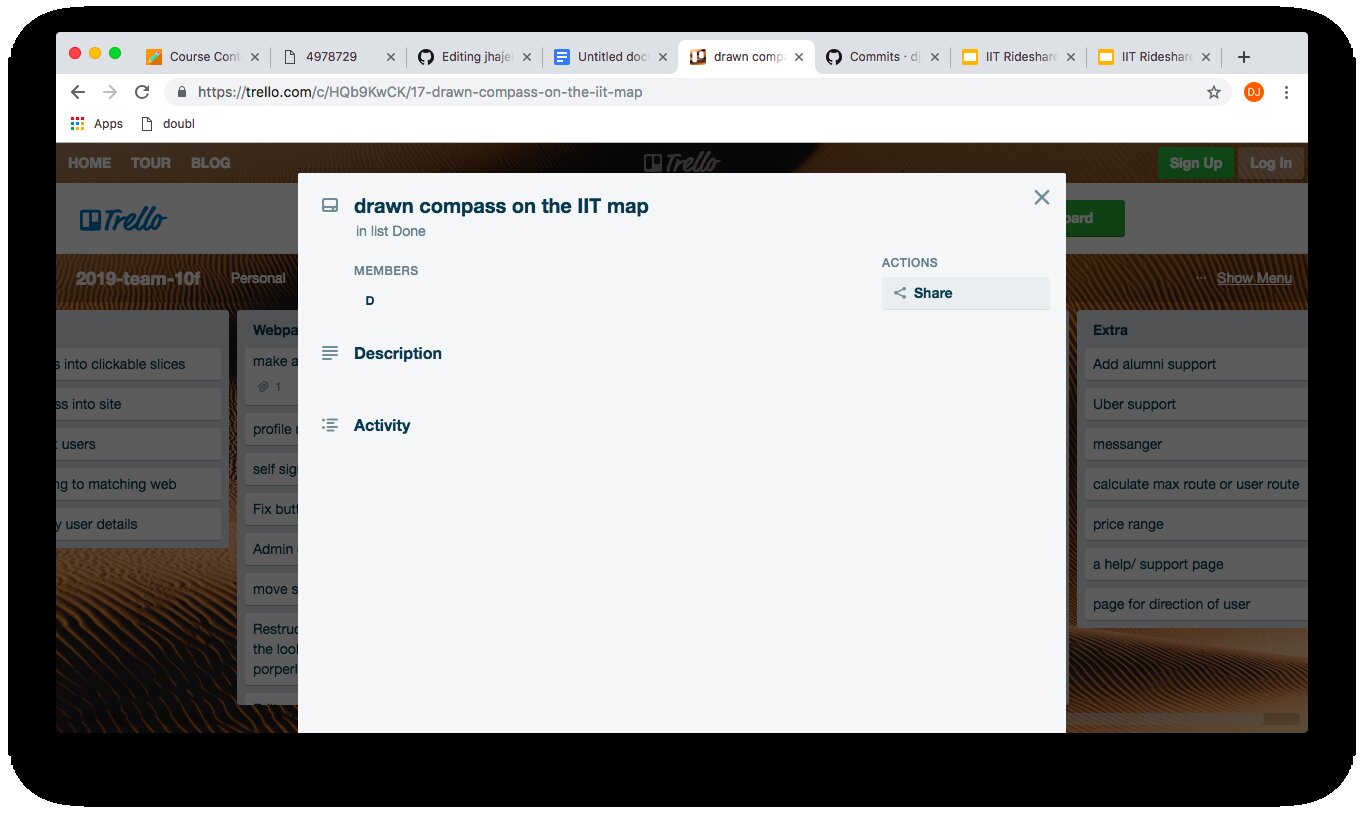 Course Cont
4978729
Editing jhajek
Untitled doc
drawn comp
Commits · dj
IIT Rideshare
IIT Rideshare
https://trello.com/c/HQb9KwCK/17-drawn-compass-on-the-iit-map
DJ
Apps
doubl
HOME TOUR BLOG
Trello
Sign Up
Log In
Trello
oard
2019-team-10f
Personal
... Show Menu
s into clickable slices
ss into site
users
ng to matching web
y user details
Webpa
make a
1
profile
self sig
Fix butt
Admin
move s
Restruc
the lool
porperl
drawn compass on the IIT map
in list Done
MEMBERS
D
Description
Activity
ACTIONS
Share
Extra
Add alumni support
Uber support
messanger
calculate max route or user route
price range
a help/ support page
page for direction of user